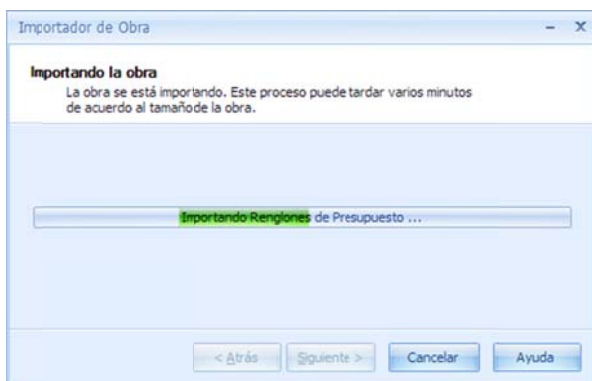 Importador de Obra
Importando la obra
La obra se está importando. Este proceso puede tardar varios minutos
de acuerdo al tamañode la obra.
Importando Renglones de Presupuesto ...
< Atrás Siguiente > Cancelar Ayuda